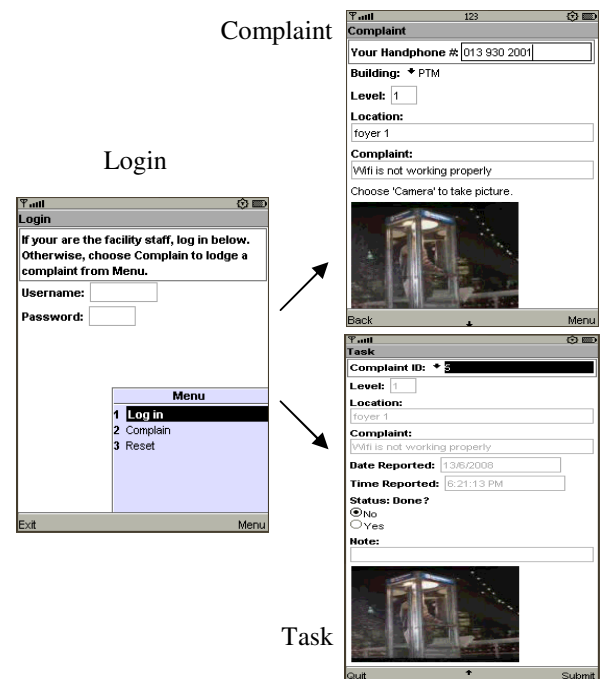 Complaint
123
Complaint
Your Handphone #: 013 930 2001
Building: PTM
Level: 1
Location:
foyer 1
Complaint:
Wifi is not working properly
Choose 'Camera' to take picture.
Back Menu
Login
Login
If your are the facility staff, log in below.
Otherwise, choose Complain to lodge a
complaint from Menu.
Username:
Password:
Menu
1 Log in
2 Complain
3 Reset
Exit Menu
Task
Task
Complaint ID: 5
Level: 1
Location:
foyer 1
Complaint:
Wifi is not working properly
Date Reported: 13/6/2008
Time Reported: 6:21:13 PM
Status: Done?
No
Yes
Note:
Quit Submit